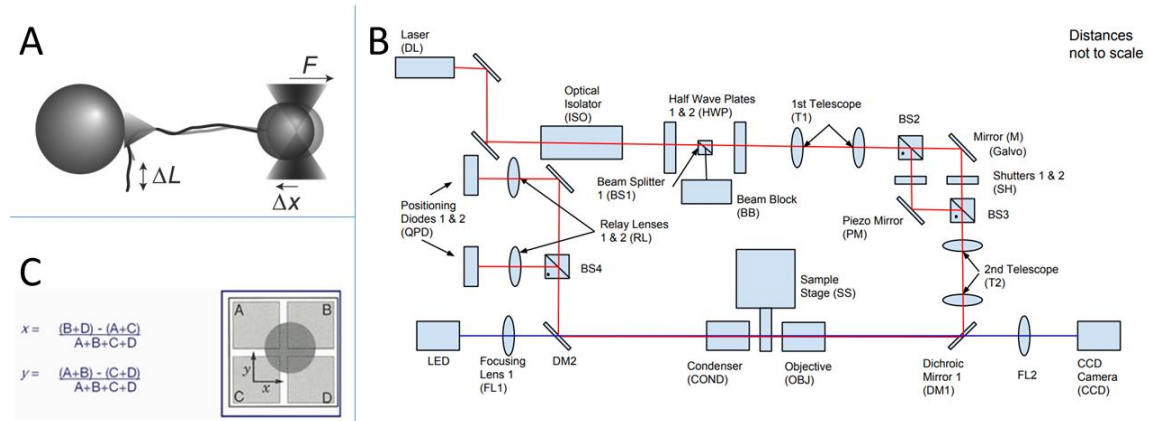 A
F
ΔL
Δx
B
Distances
not to scale
Laser
(DL)
Optical
Isolator
(ISO)
Half Wave Plates
1 & 2 (HWP)
1st Telescope
(T1)
BS2
Mirror (M)
(Galvo)
Shutters 1 & 2
(SH)
Beam Splitter
1 (BS1)
Beam Block
(BB)
Piezo Mirror
(PM)
BS3
Positioning
Diodes 1 & 2
(QPD)
Relay Lenses
1 & 2 (RL)
BS4
Sample
Stage (SS)
2nd Telescope
(T2)
LED
Focusing
Lens 1
(FL1)
DM2
Condenser
(COND)
Objective
(OBJ)
Dichroic
Mirror 1
(DM1)
FL2
CCD
Camera
(CCD)
C
x = (B+D) - (A+C)
A+B+C+D
y = (A+B) - (C+D)
A+B+C+D
A B
y
x
C D